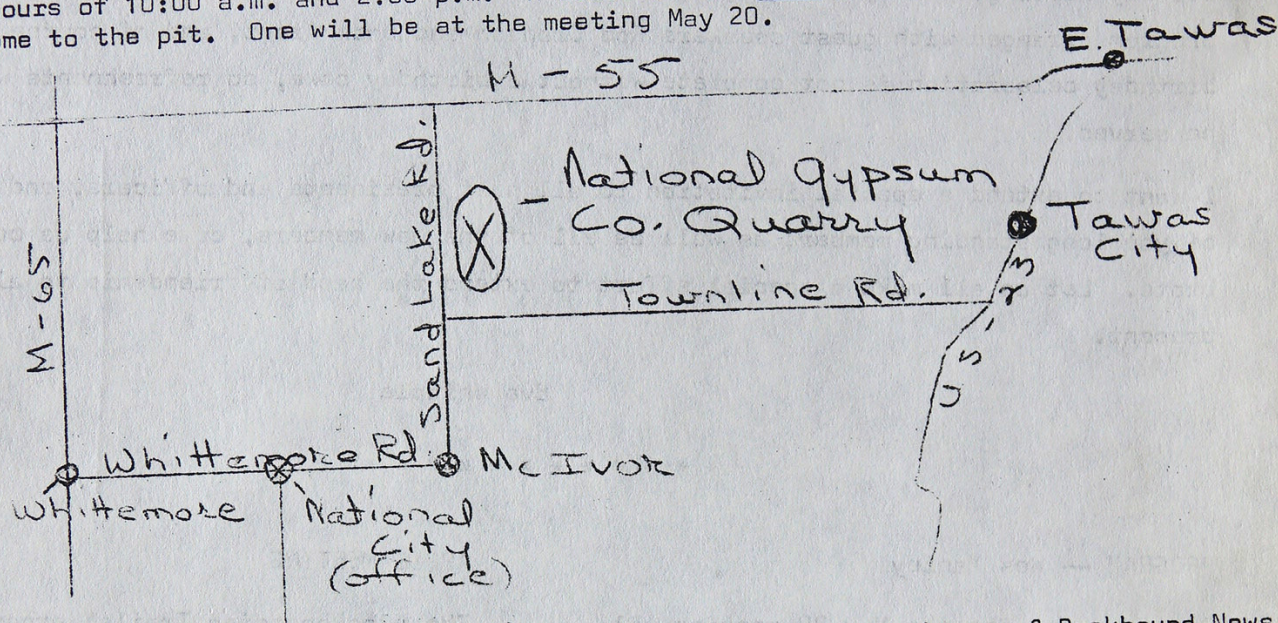 ours of 10:00 a.m. and 2:00 p.m.
ome to the pit. One will be at the meeting May 20.
E. Tawas
M-55
National Gypsum
Co. Quarry
Tawas
City
Sand Lake Rd.
X
M-65
Townline Rd.
U.S. 23
Whittemore Rd.
McIvor
Whittemore
National
City
(office)
Rockhound News